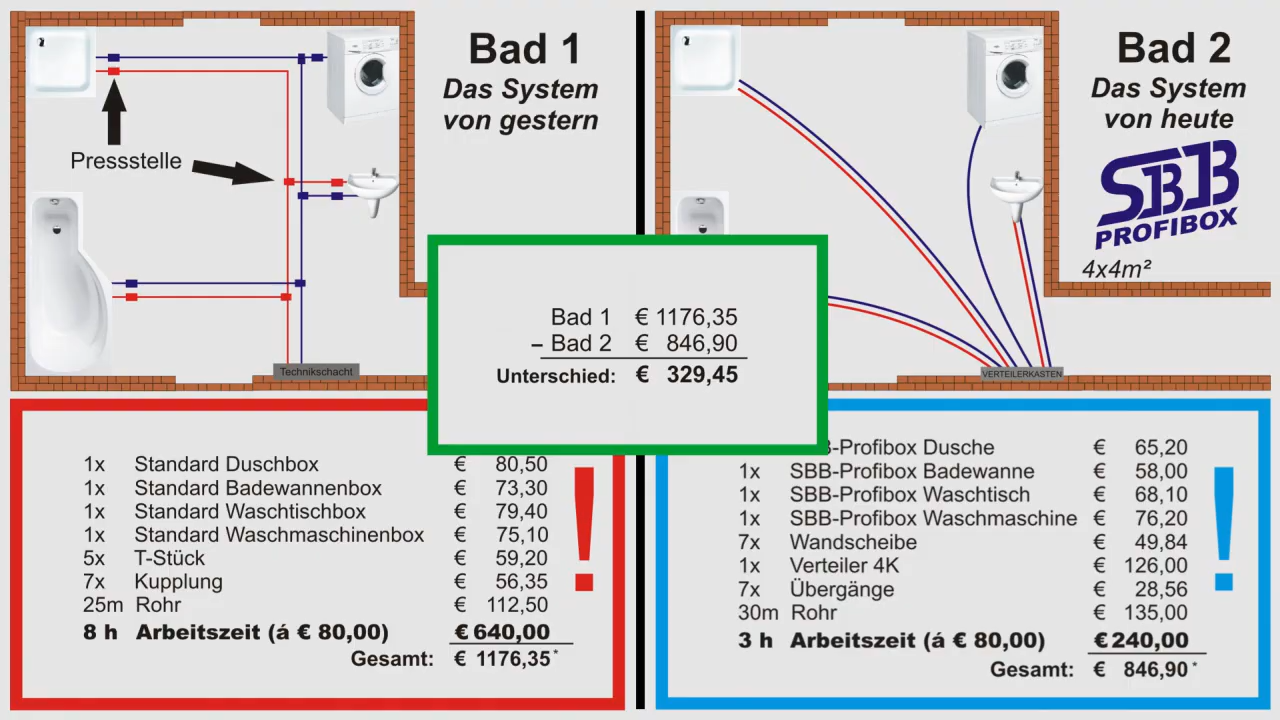 Bad 1
Das System
von gestern
Pressstelle
Technikschacht
Bad 2
Das System
von heute
SBB
PROFIBOX
4x4m²
VERTEILERKASTEN
Bad 1 € 1176,35
– Bad 2 € 846,90
Unterschied: € 329,45
1x Standard Duschbox € 80,50
1x Standard Badewannenbox € 73,30
1x Standard Waschtischbox € 79,40
1x Standard Waschmaschinenbox € 75,10
5x T-Stück € 59,20
7x Kupplung € 56,35
25m Rohr € 112,50
8 h Arbeitszeit (á € 80,00) € 640,00
Gesamt: € 1176,35*
!
B-Profibox Dusche € 65,20
1x SBB-Profibox Badewanne € 58,00
1x SBB-Profibox Waschtisch € 68,10
1x SBB-Profibox Waschmaschine € 76,20
7x Wandscheibe € 49,84
1x Verteiler 4K € 126,00
7x Übergänge € 28,56
30m Rohr € 135,00
3 h Arbeitszeit (á € 80,00) € 240,00
Gesamt: € 846,90*
!